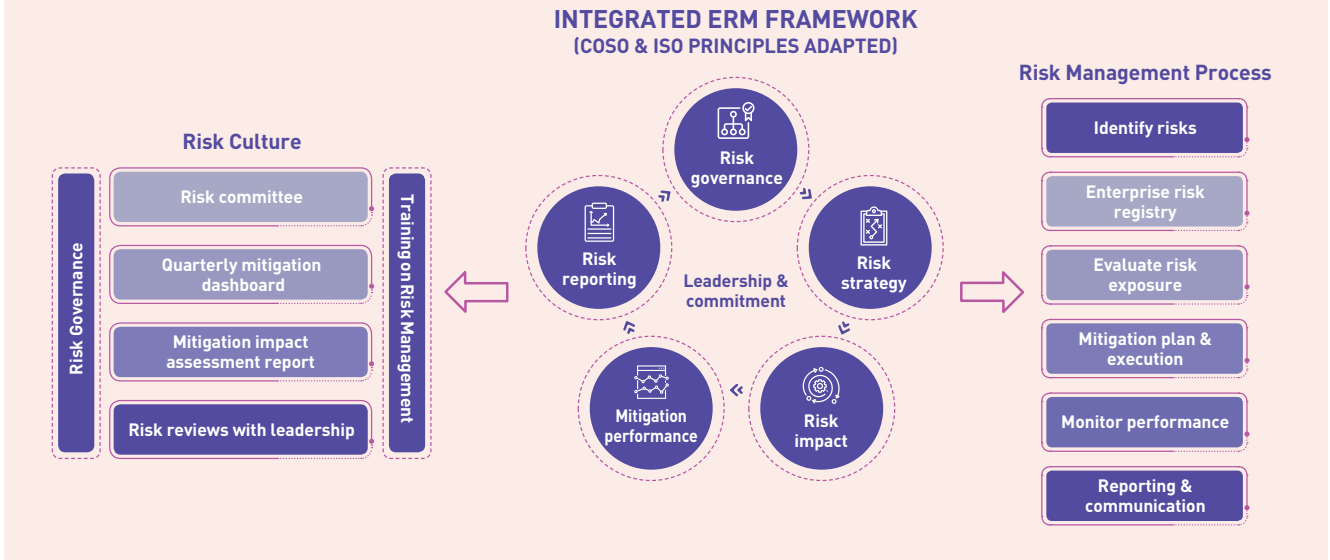 INTEGRATED ERM FRAMEWORK
(COSO & ISO PRINCIPLES ADAPTED)
Risk Culture
Risk Governance
Risk committee
Quarterly mitigation
dashboard
Mitigation impact
assessment report
Risk reviews with leadership
Training on Risk Management
Risk
governance
Risk
strategy
Risk
impact
Mitigation
performance
Risk
reporting
Leadership &
commitment
Risk Management Process
Identify risks
Enterprise risk
registry
Evaluate risk
exposure
Mitigation plan &
execution
Monitor performance
Reporting &
communication